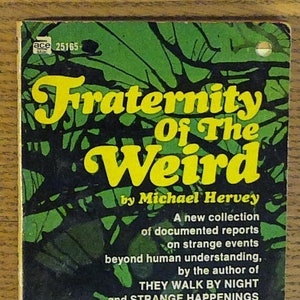 ace
25165
Fraternity
Of The
Weird
by Michael Hervey
A new collection
of documented reports
on strange events
beyond human understanding,
by the author of
THEY WALK BY NIGHT
and STRANGE HAPPENINGS